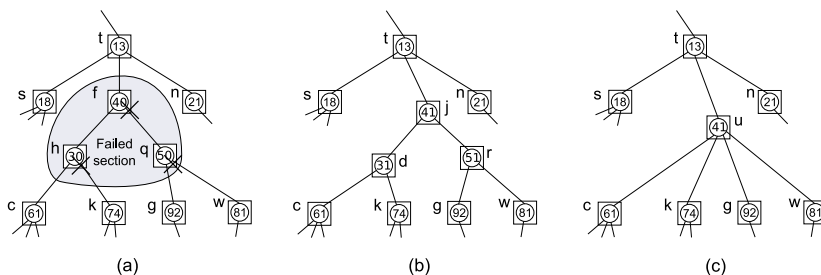 t
13
s
18
f
40
n
21
h
30
Failed
section
q
50
c
61
k
74
g
92
w
81
(a)
t
13
s
18
n
21
41
j
31
d
51
r
c
61
k
74
g
92
w
81
(b)
t
13
s
18
n
21
41
u
c
61
k
74
g
92
w
81
(c)